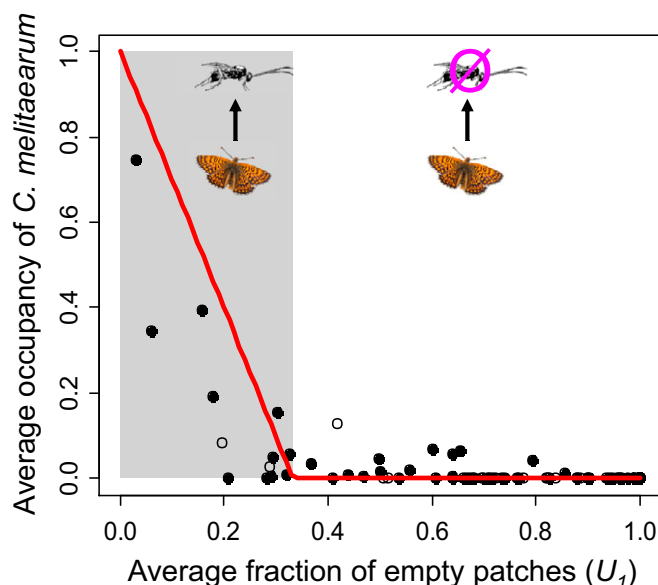 Average occupancy of C. melitaearum
1.0
0.8
0.6
0.4
0.2
0.0
0.0 0.2 0.4 0.6 0.8 1.0
Average fraction of empty patches (U1)